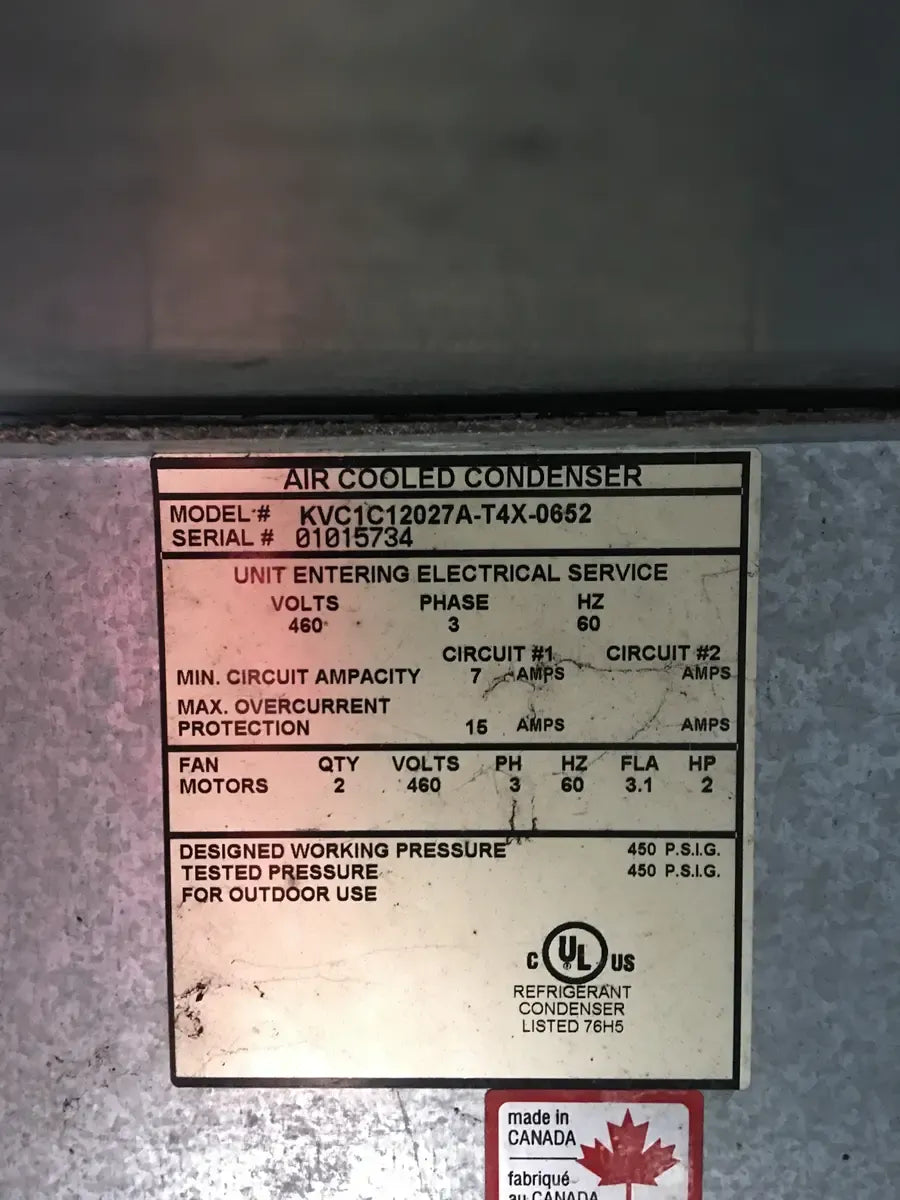 AIR COOLED CONDENSER
MODEL # KVC1C12027A-T4X-0652
SERIAL # 01015734
UNIT ENTERING ELECTRICAL SERVICE
VOLTS PHASE HZ
460 3 60
CIRCUIT #1 CIRCUIT #2
MIN. CIRCUIT AMPACITY 7 AMPS AMPS
MAX. OVERCURRENT
PROTECTION 15 AMPS AMPS
FAN QTY VOLTS PH HZ FLA HP
MOTORS 2 460 3 60 3.1 2
DESIGNED WORKING PRESSURE 450 P.S.I.G.
TESTED PRESSURE 450 P.S.I.G.
FOR OUTDOOR USE
C UL US
REFRIGERANT
CONDENSER
LISTED 76H5
made in
CANADA
fabriqué
au CANADA